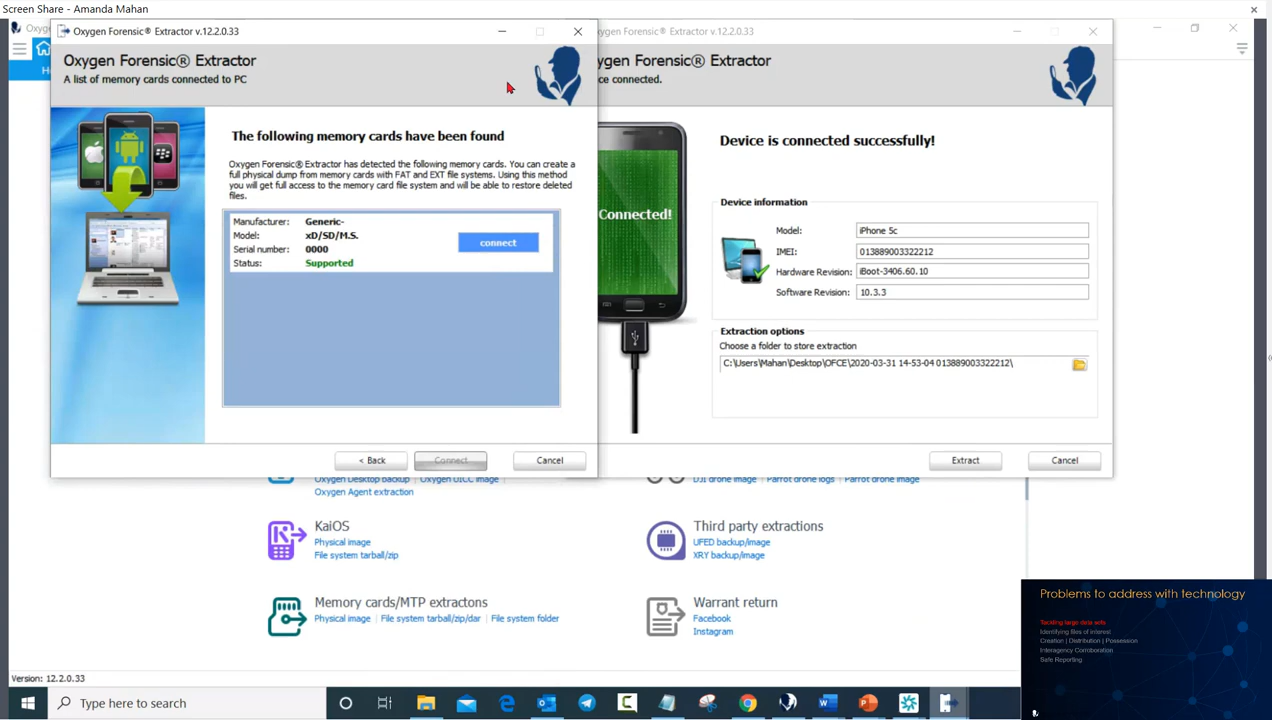 Screen Share - Amanda Mahan
Oxyg
Oxygen Forensic® Extractor v.12.2.0.33
Oxygen Forensic® Extractor
A list of memory cards connected to PC
The following memory cards have been found
Oxygen Forensic® Extractor has detected the following memory cards. You can create a
full physical dump from memory cards with FAT and EXT file systems. Using this method
you will get full access to the memory card file system and will be able to restore deleted
files.
Manufacturer: Generic-
Model: xD/SD/M.S.
Serial number: 0000
Status: Supported
connect
< Back
Connect
Cancel
ygen Forensic® Extractor v.12.2.0.33
ygen Forensic® Extractor
ce connected.
Connected!
Device is connected successfully!
Device information
Model: iPhone 5c
IMEI: 013889003322212
Hardware Revision: iBoot-3406.60.10
Software Revision: 10.3.3
Extraction options
Choose a folder to store extraction
C:\Users\Mahan\Desktop\OFCE\2020-03-31 14-53-04 013889003322212\
Extract
Cancel
Oxygen Desktop backup Oxygen UICC image
Oxygen Agent extraction
DJI drone image Parrot drone logs Parrot drone image
KaiOS
Physical image
File system tarball/zip
Third party extractions
UFED backup/image
XRY backup/image
Memory cards/MTP extractons
Physical image File system tarball/zip/dar File system folder
Warrant return
Facebook
Instagram
Problems to address with technology
Tackling large data sets
Identifying files of interest
Creation | Distribution | Possession
Interagency Corroboration
Safe Reporting
Version: 12.2.0.33
Type here to search